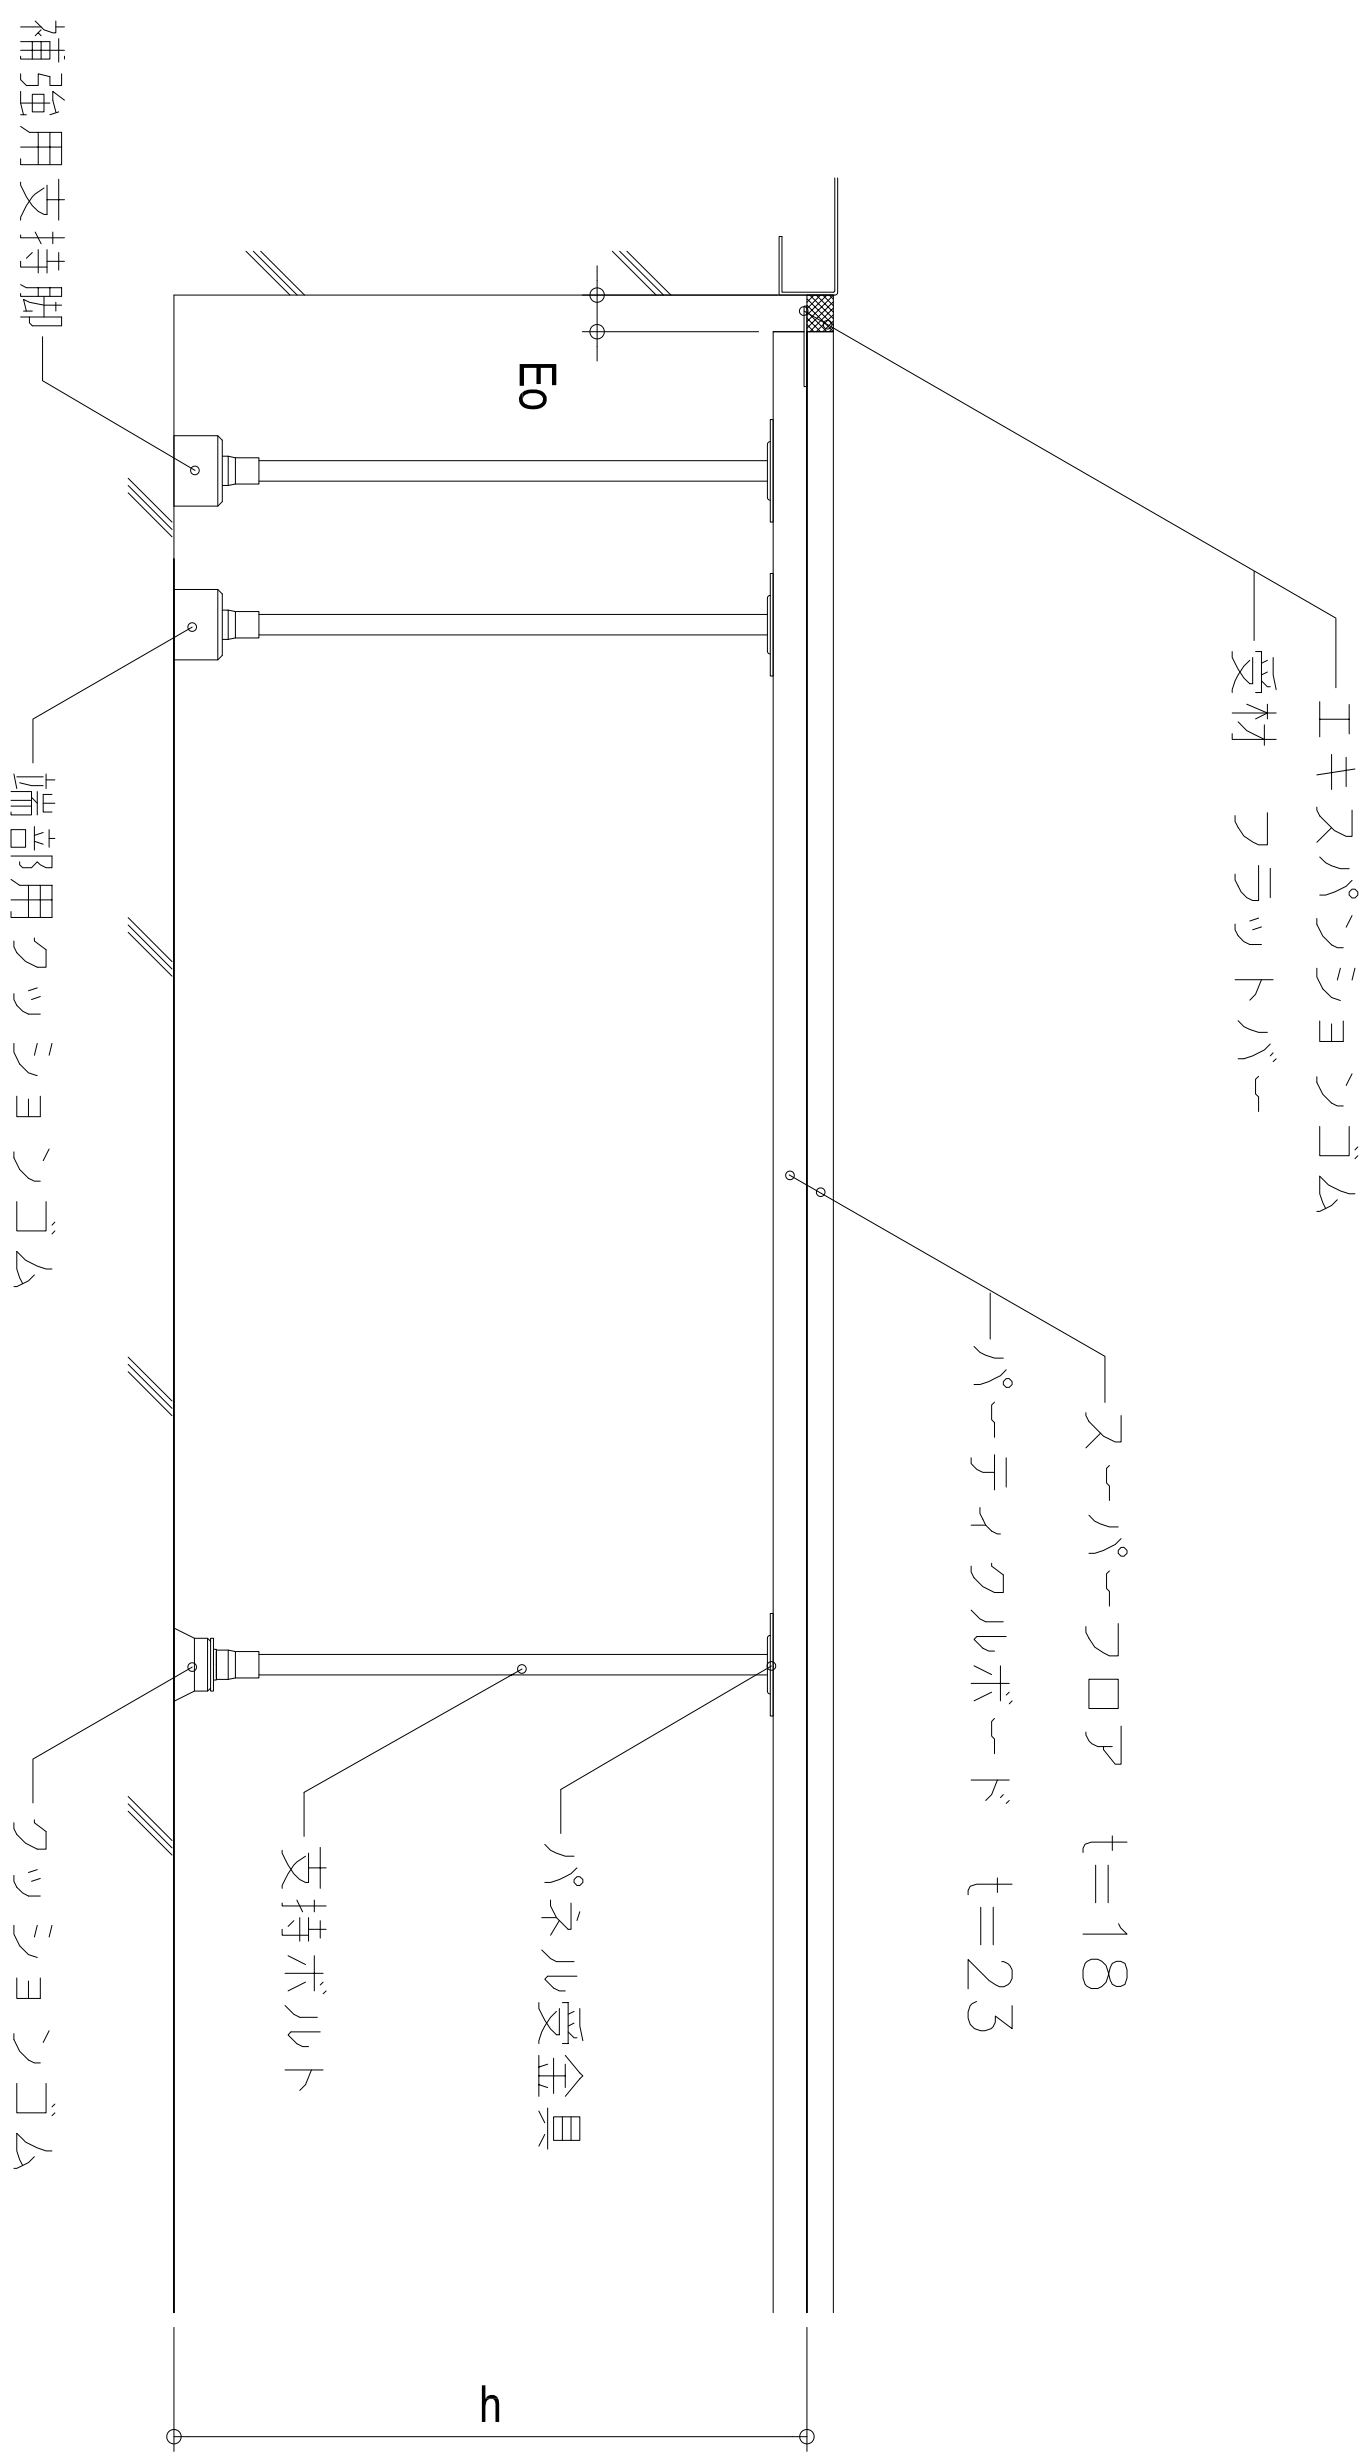 エキスパンションゴム
受材 フラットバー
スーパーフロア t=18
パーティクルボード t=23
Eo
h
パネル受金具
支持ボルト
補強用支持脚
端部用クッションゴム
クッションゴム